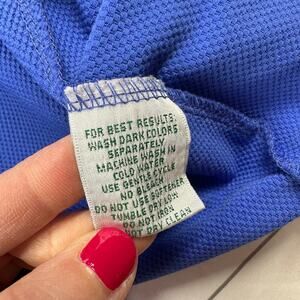 FOR BEST RESULTS:
WASH DARK COLORS
SEPARATELY
MACHINE WASH IN
COLD WATER
USE GENTLE CYCLE
NO BLEACH
DO NOT USE SOFTENER
TUMBLE DRY LOW
DO NOT IRON
NOT DRY CLEAN